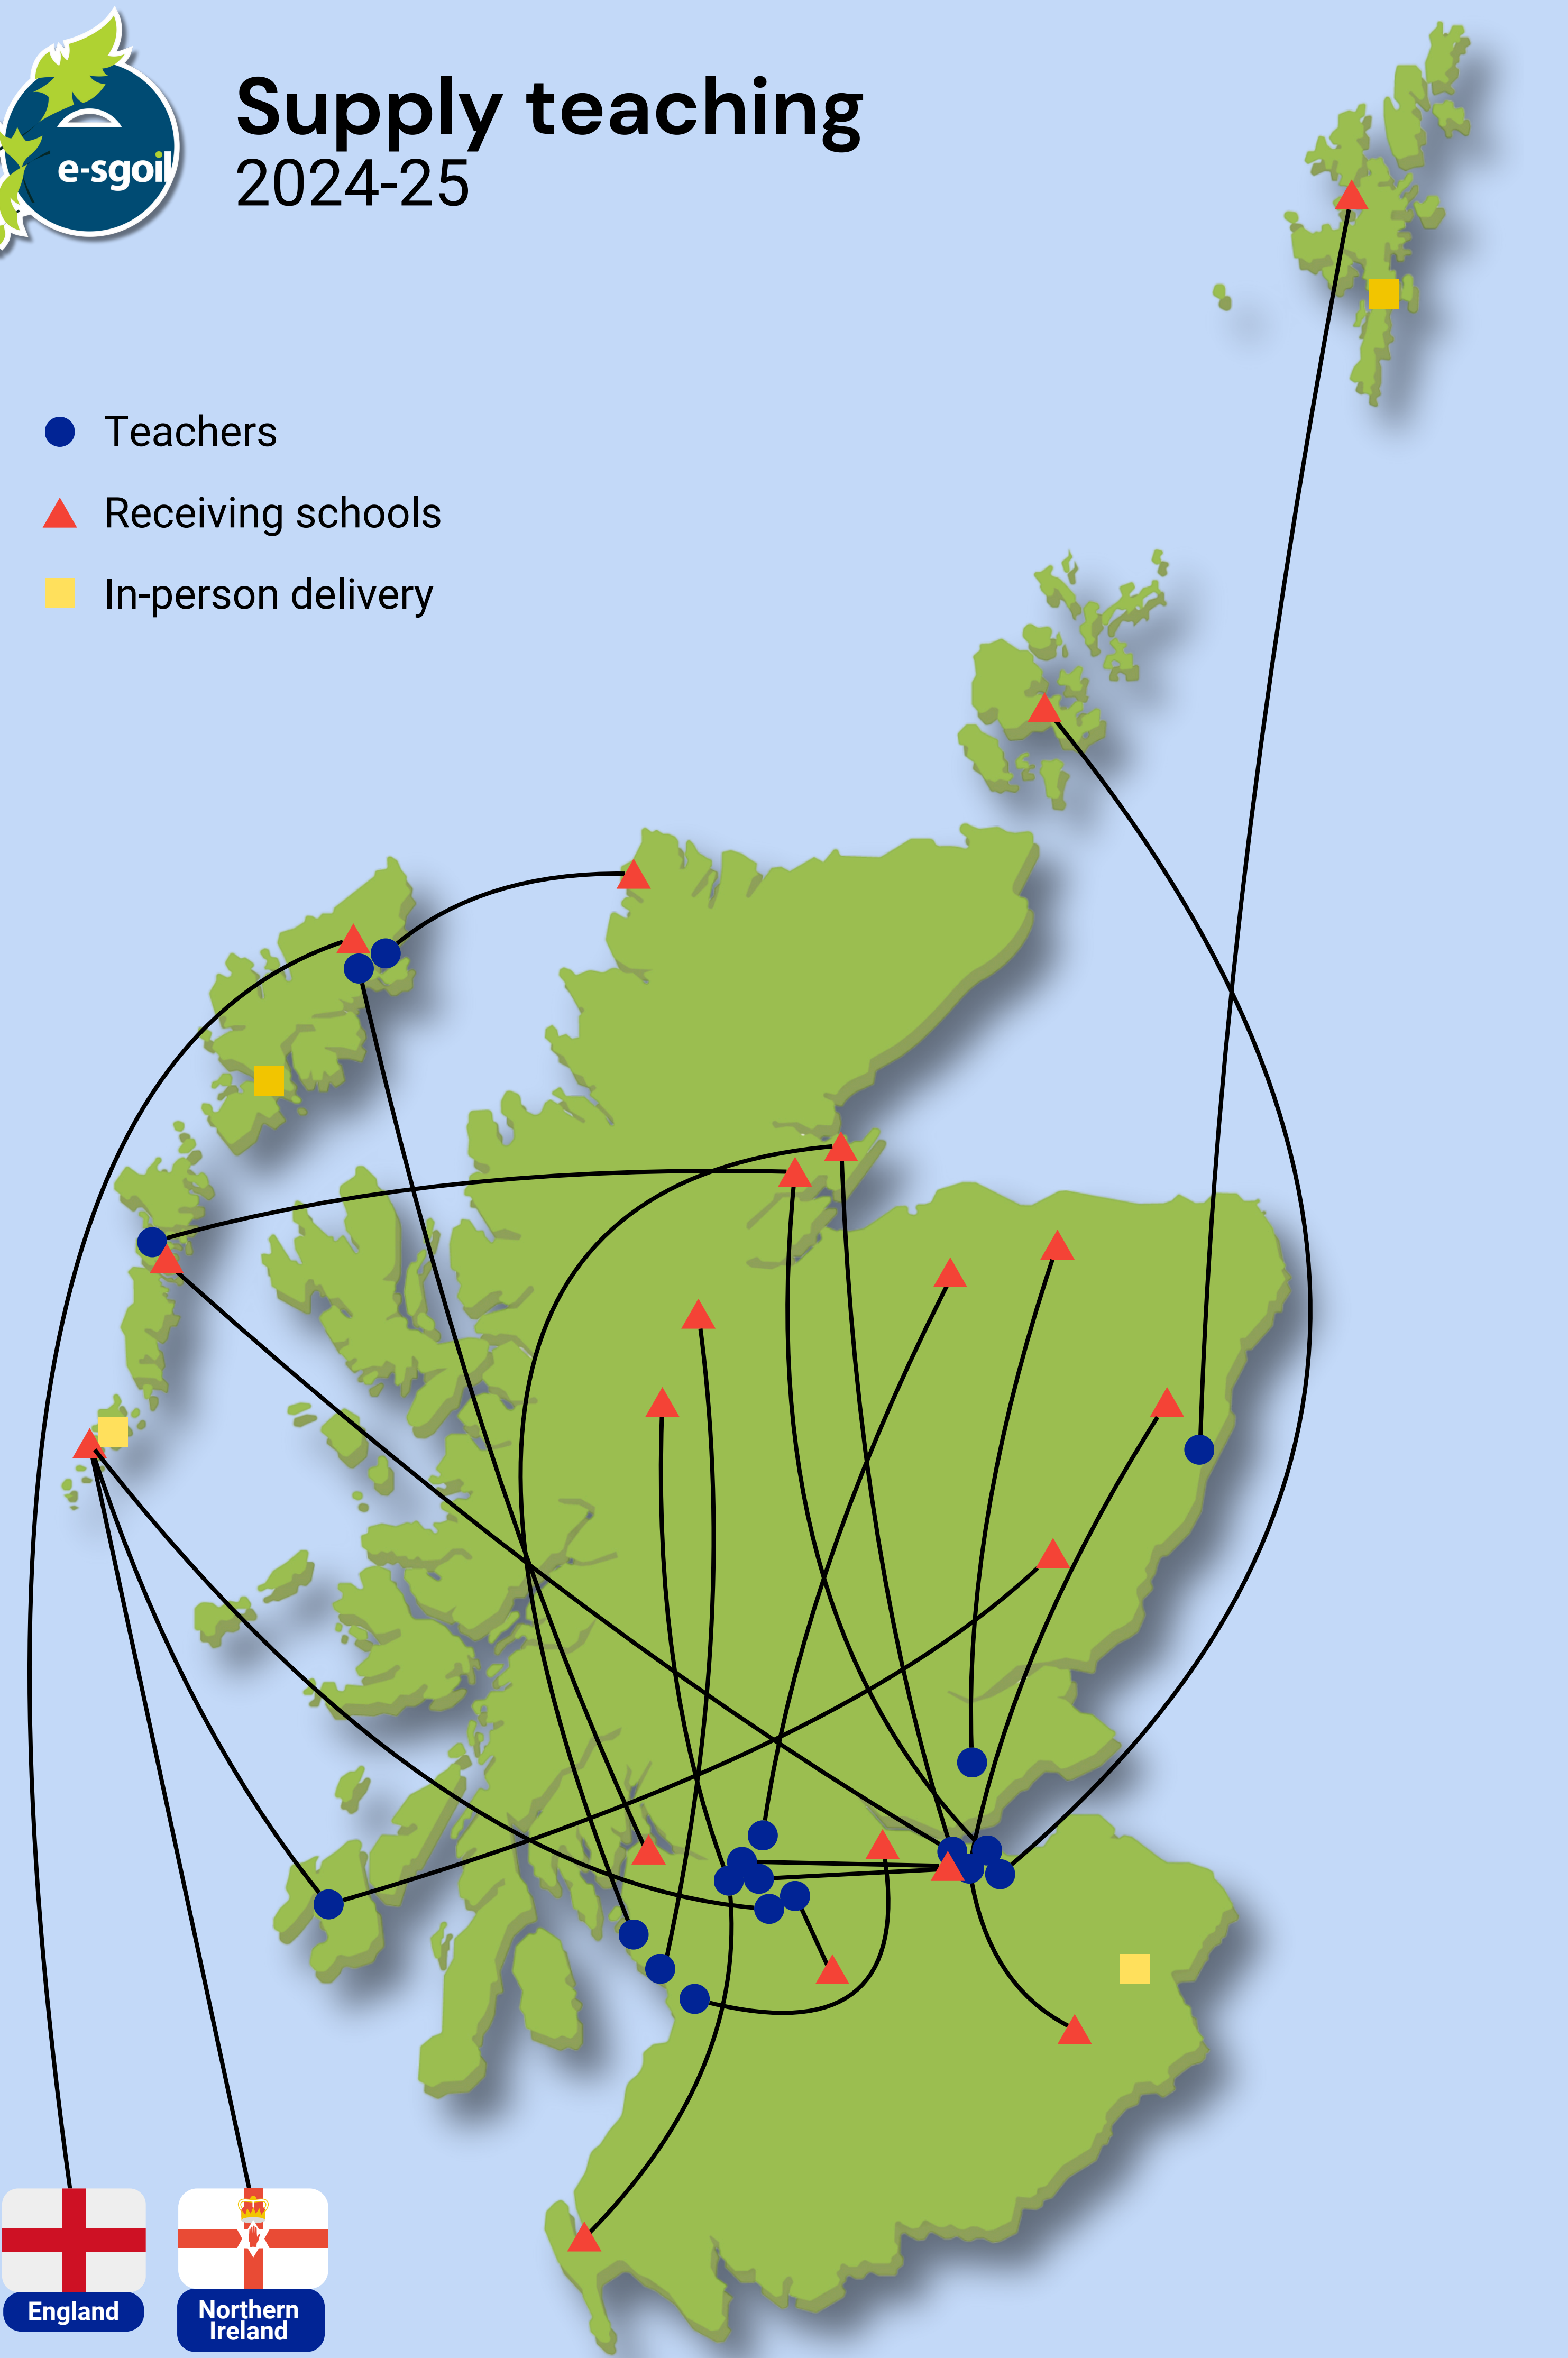 e-sgoil
Supply teaching
2024-25
Teachers
Receiving schools
In-person delivery
England
Northern
Ireland